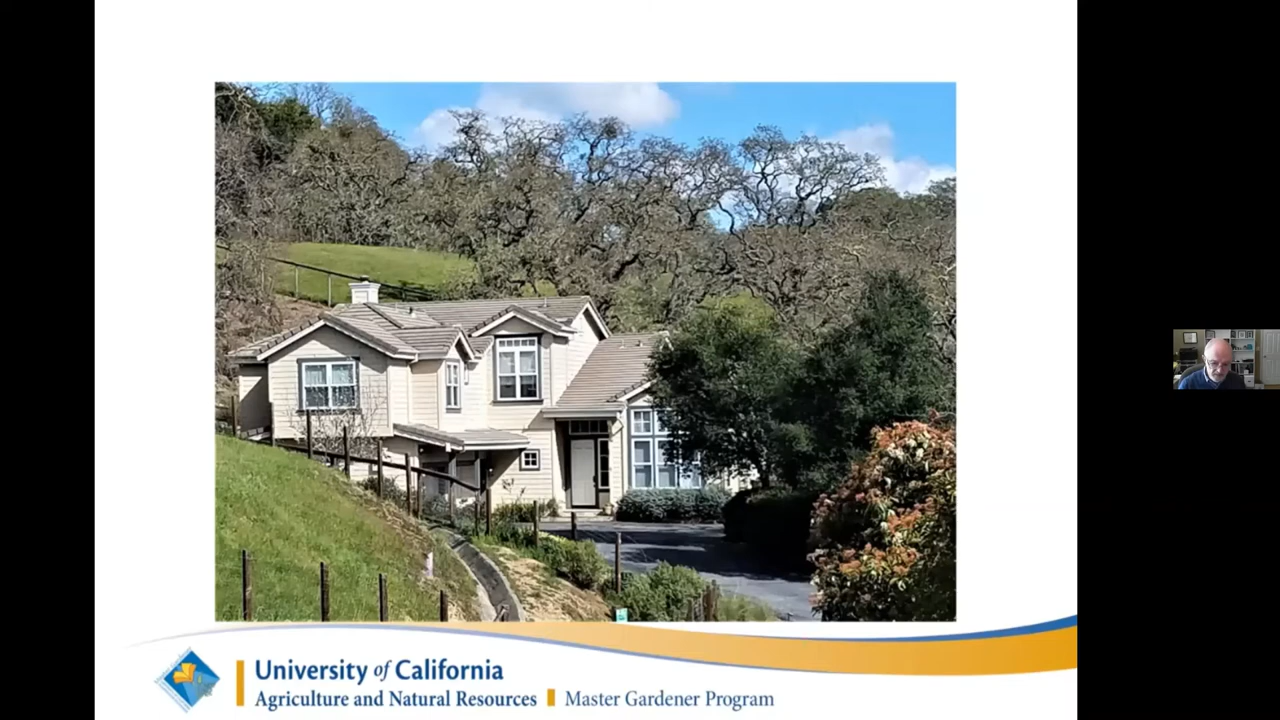 University of California
Agriculture and Natural Resources Master Gardener Program